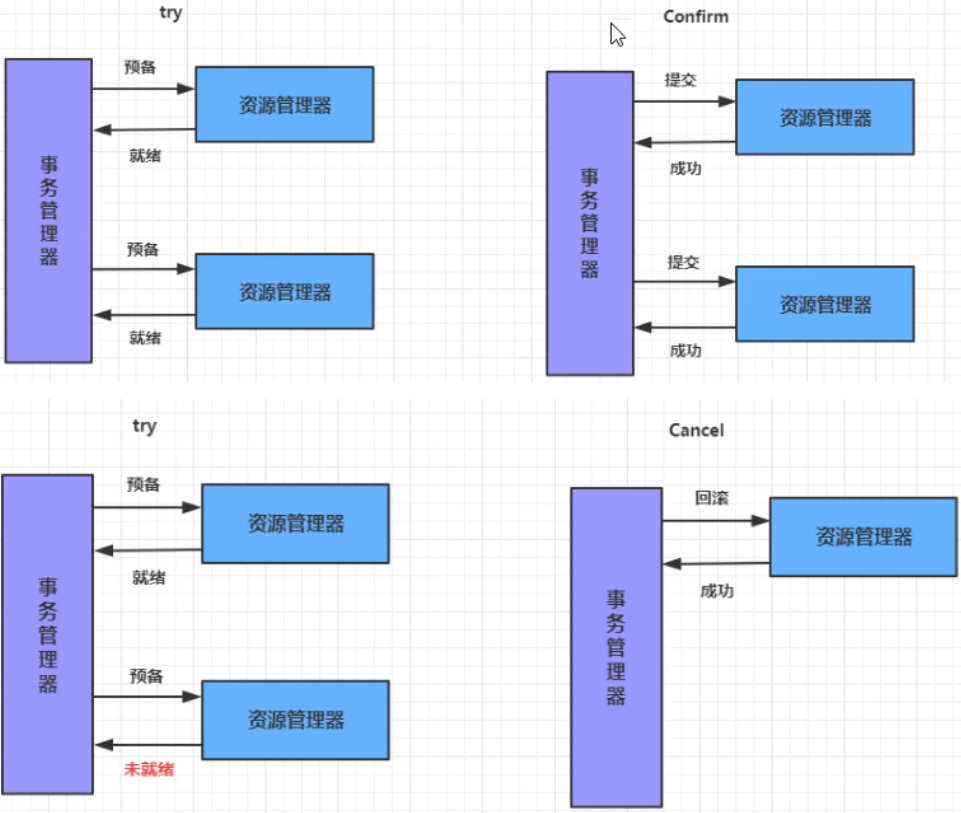 try
Confirm
事务管理器
预备
资源管理器
就绪
预备
资源管理器
就绪
事务管理器
提交
资源管理器
成功
提交
资源管理器
成功
try
Cancel
事务管理器
预备
资源管理器
就绪
预备
资源管理器
未就绪
事务管理器
回滚
资源管理器
成功